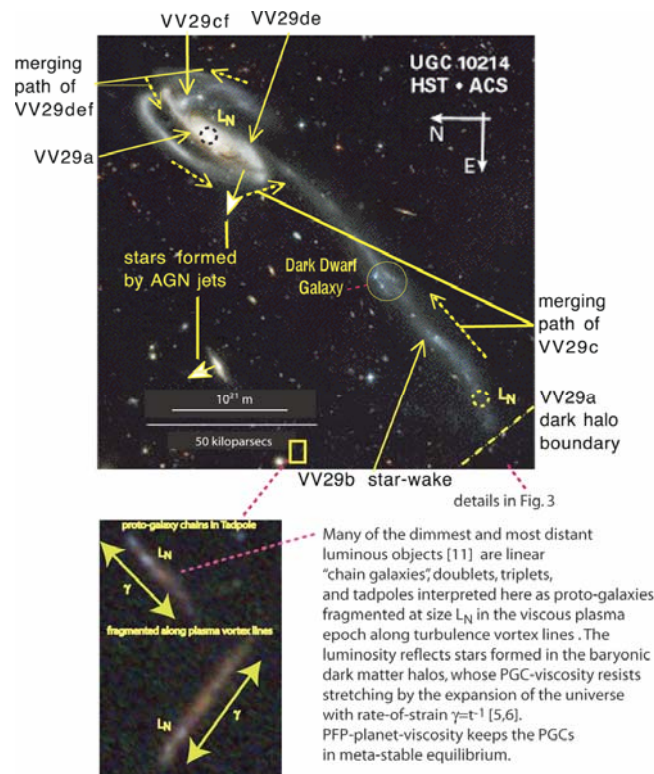 VV29cf
VV29de
merging
path of
VV29def
UGC 10214
HST • ACS
L_N
N
E
VV29a
stars formed
by AGN jets
Dark Dwarf
Galaxy
merging
path of
VV29c
10²¹ m
L_N
VV29a
dark halo
boundary
50 kiloparsecs
VV29b star-wake
details in Fig. 3
proto-galaxy chains in Tadpole
L_N
γ
fragmented along plasma vortex lines
γ
L_N
Many of the dimmest and most distant
luminous objects [11] are linear
“chain galaxies”, doublets, triplets,
and tadpoles interpreted here as proto-galaxies
fragmented at size L_N in the viscous plasma
epoch along turbulence vortex lines . The
luminosity reflects stars formed in the baryonic
dark matter halos, whose PGC-viscosity resists
stretching by the expansion of the universe
with rate-of-strain γ=t⁻¹ [5,6].
PFP-planet-viscosity keeps the PGCs
in meta-stable equilibrium.